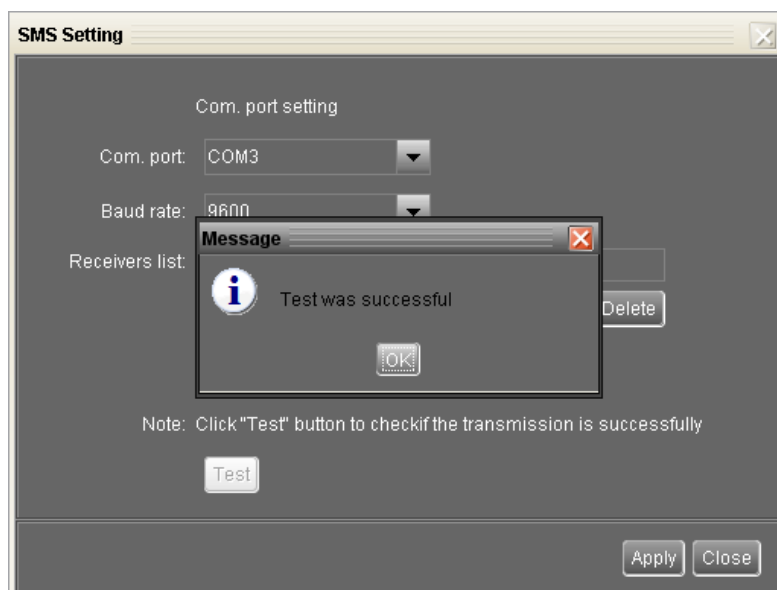 SMS Setting
Com. port setting
Com. port: COM3
Baud rate: 9600
Message
Receivers list:
Test was successful
Delete
OK
Note: Click "Test" button to checkif the transmission is successfully
Test
Apply Close